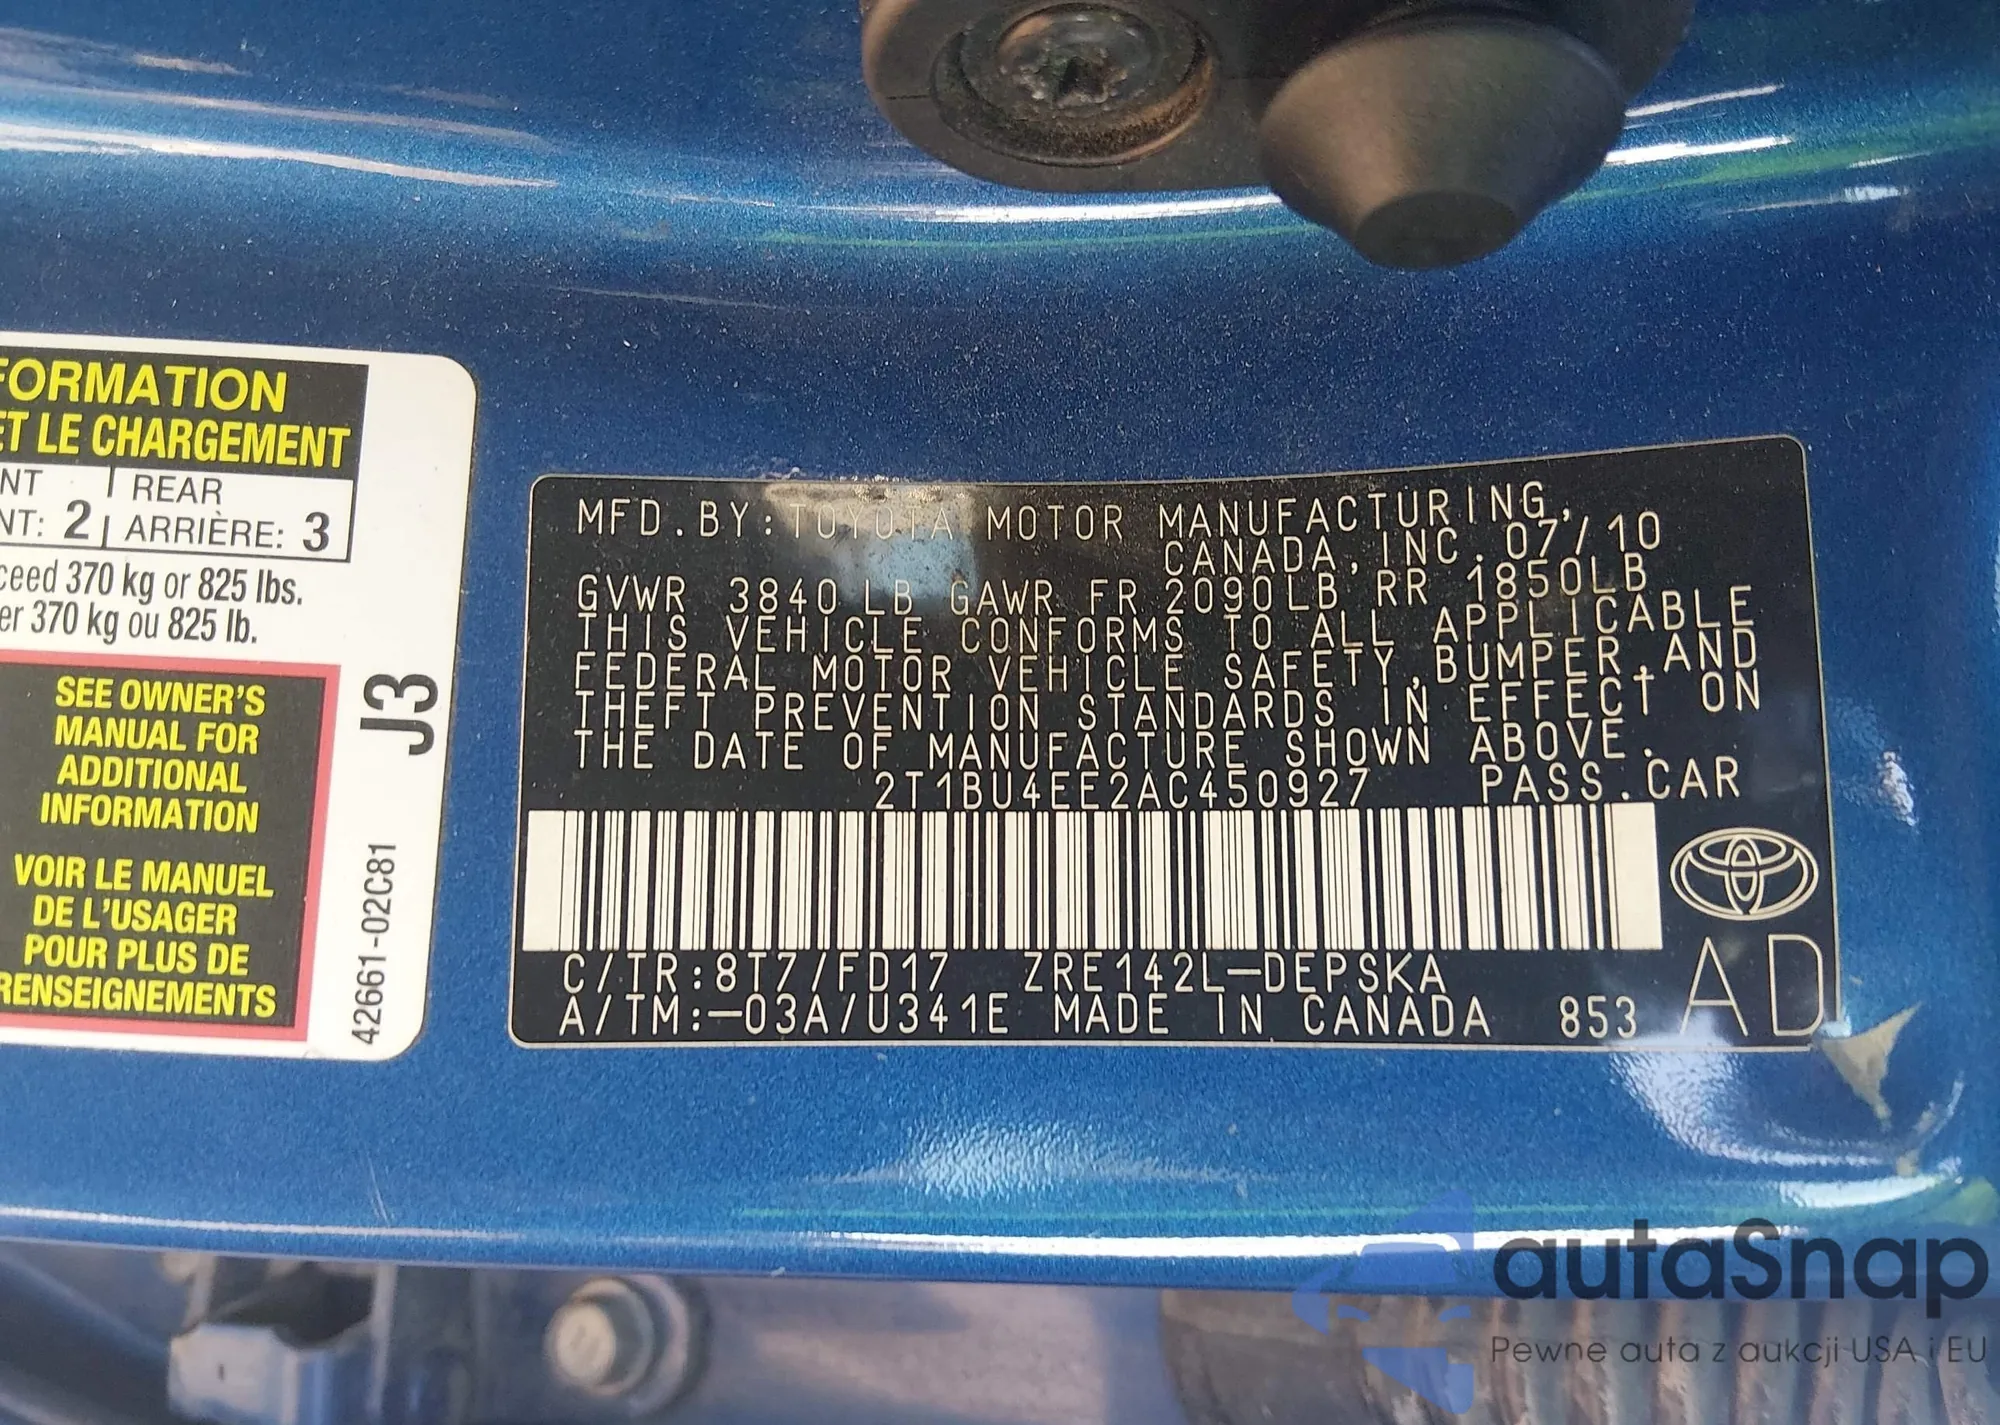 FORMATION
ET LE CHARGEMENT
NT | REAR
NT: 2 | ARRIÈRE: 3
ceed 370 kg or 825 lbs.
er 370 kg ou 825 lb.
SEE OWNER'S
MANUAL FOR
ADDITIONAL
INFORMATION
VOIR LE MANUEL
DE L'USAGER
POUR PLUS DE
RENSEIGNEMENTS
J3
42661-02C81
MFD.BY:TOYOTA MOTOR MANUFACTURING,
CANADA,INC.07/10
GVWR 3840 LB GAWR FR 2090LB RR 1850LB
THIS VEHICLE CONFORMS TO ALL APPLICABLE
FEDERAL MOTOR VEHICLE SAFETY,BUMPER,AND
THEFT PREVENTION STANDARDS IN EFFECT ON
THE DATE OF MANUFACTURE SHOWN ABOVE.
2T1BU4EE2AC450927 PASS.CAR
C/TR:8T7/FD17 ZRE142L-DEPSKA
A/TM:-03A/U341E MADE IN CANADA 853
AD
autaSnap
Pewne auta z aukcji USA i EU